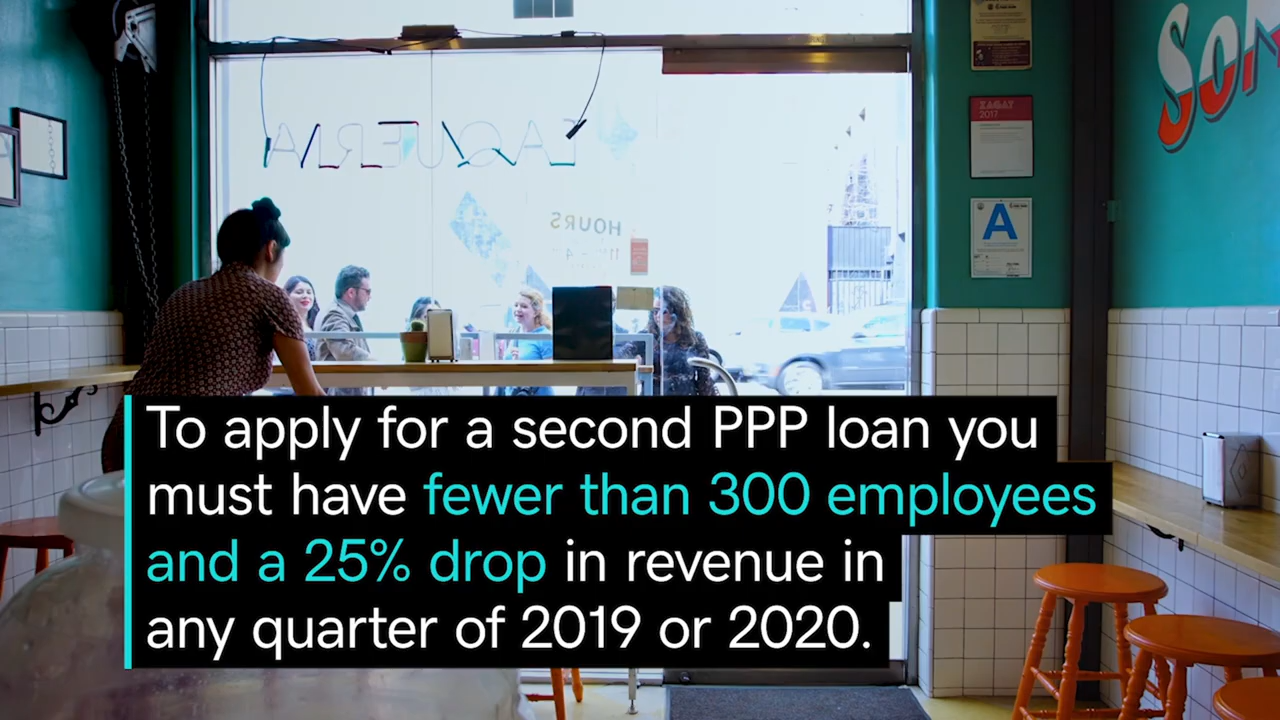 SOM
TAQUERIA
ZAGAT
2017
HOURS
A
To apply for a second PPP loan you
must have fewer than 300 employees
and a 25% drop in revenue in
any quarter of 2019 or 2020.